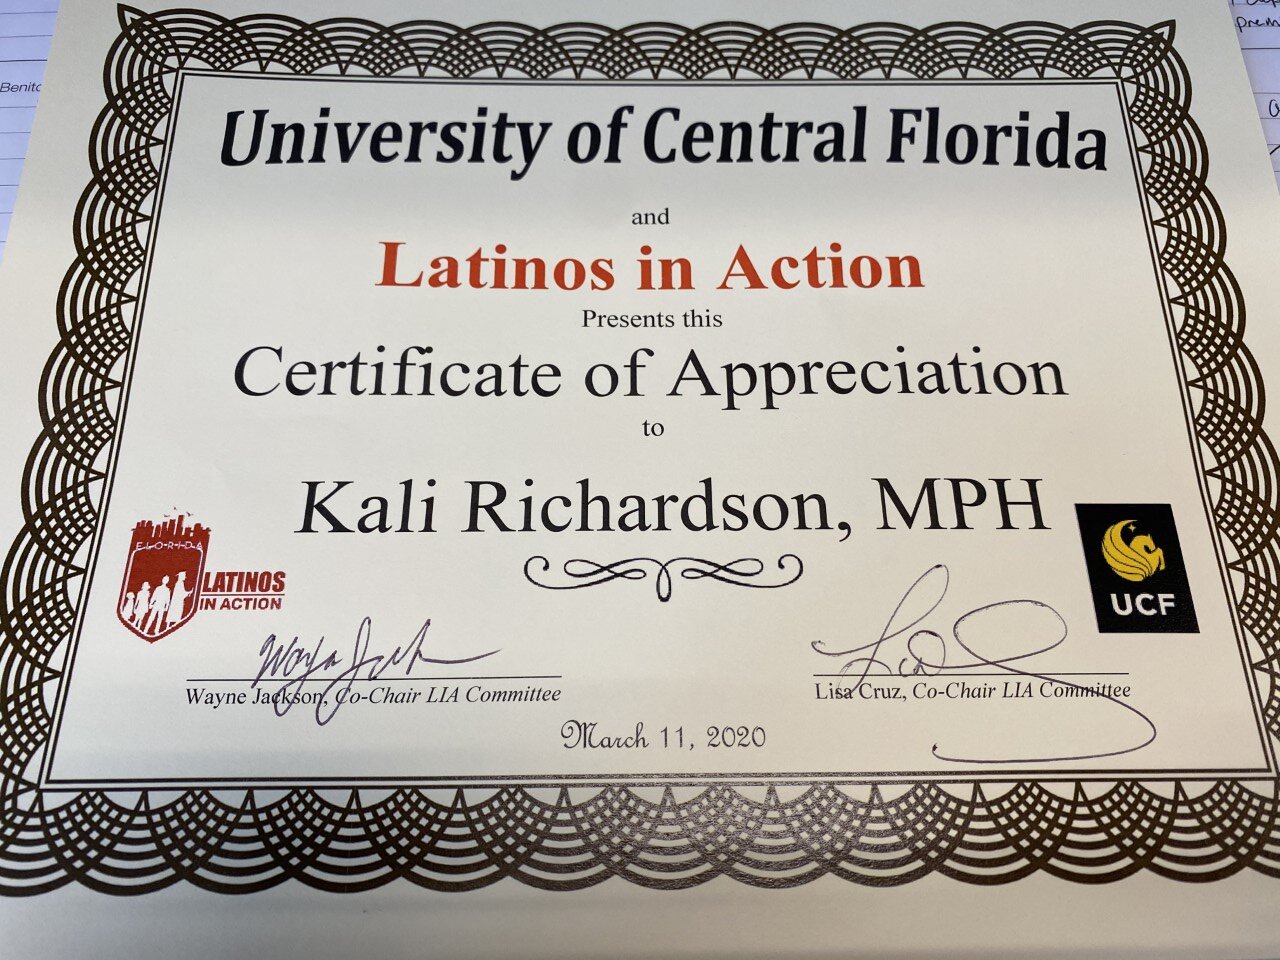 University of Central Florida
and
Latinos in Action
Presents this
Certificate of Appreciation
to
Kali Richardson, MPH
FLORIDA
LATINOS
IN ACTION
UCF
Wayne Jackson, Co-Chair LIA Committee
Lisa Cruz, Co-Chair LIA Committee
March 11, 2020
Benito